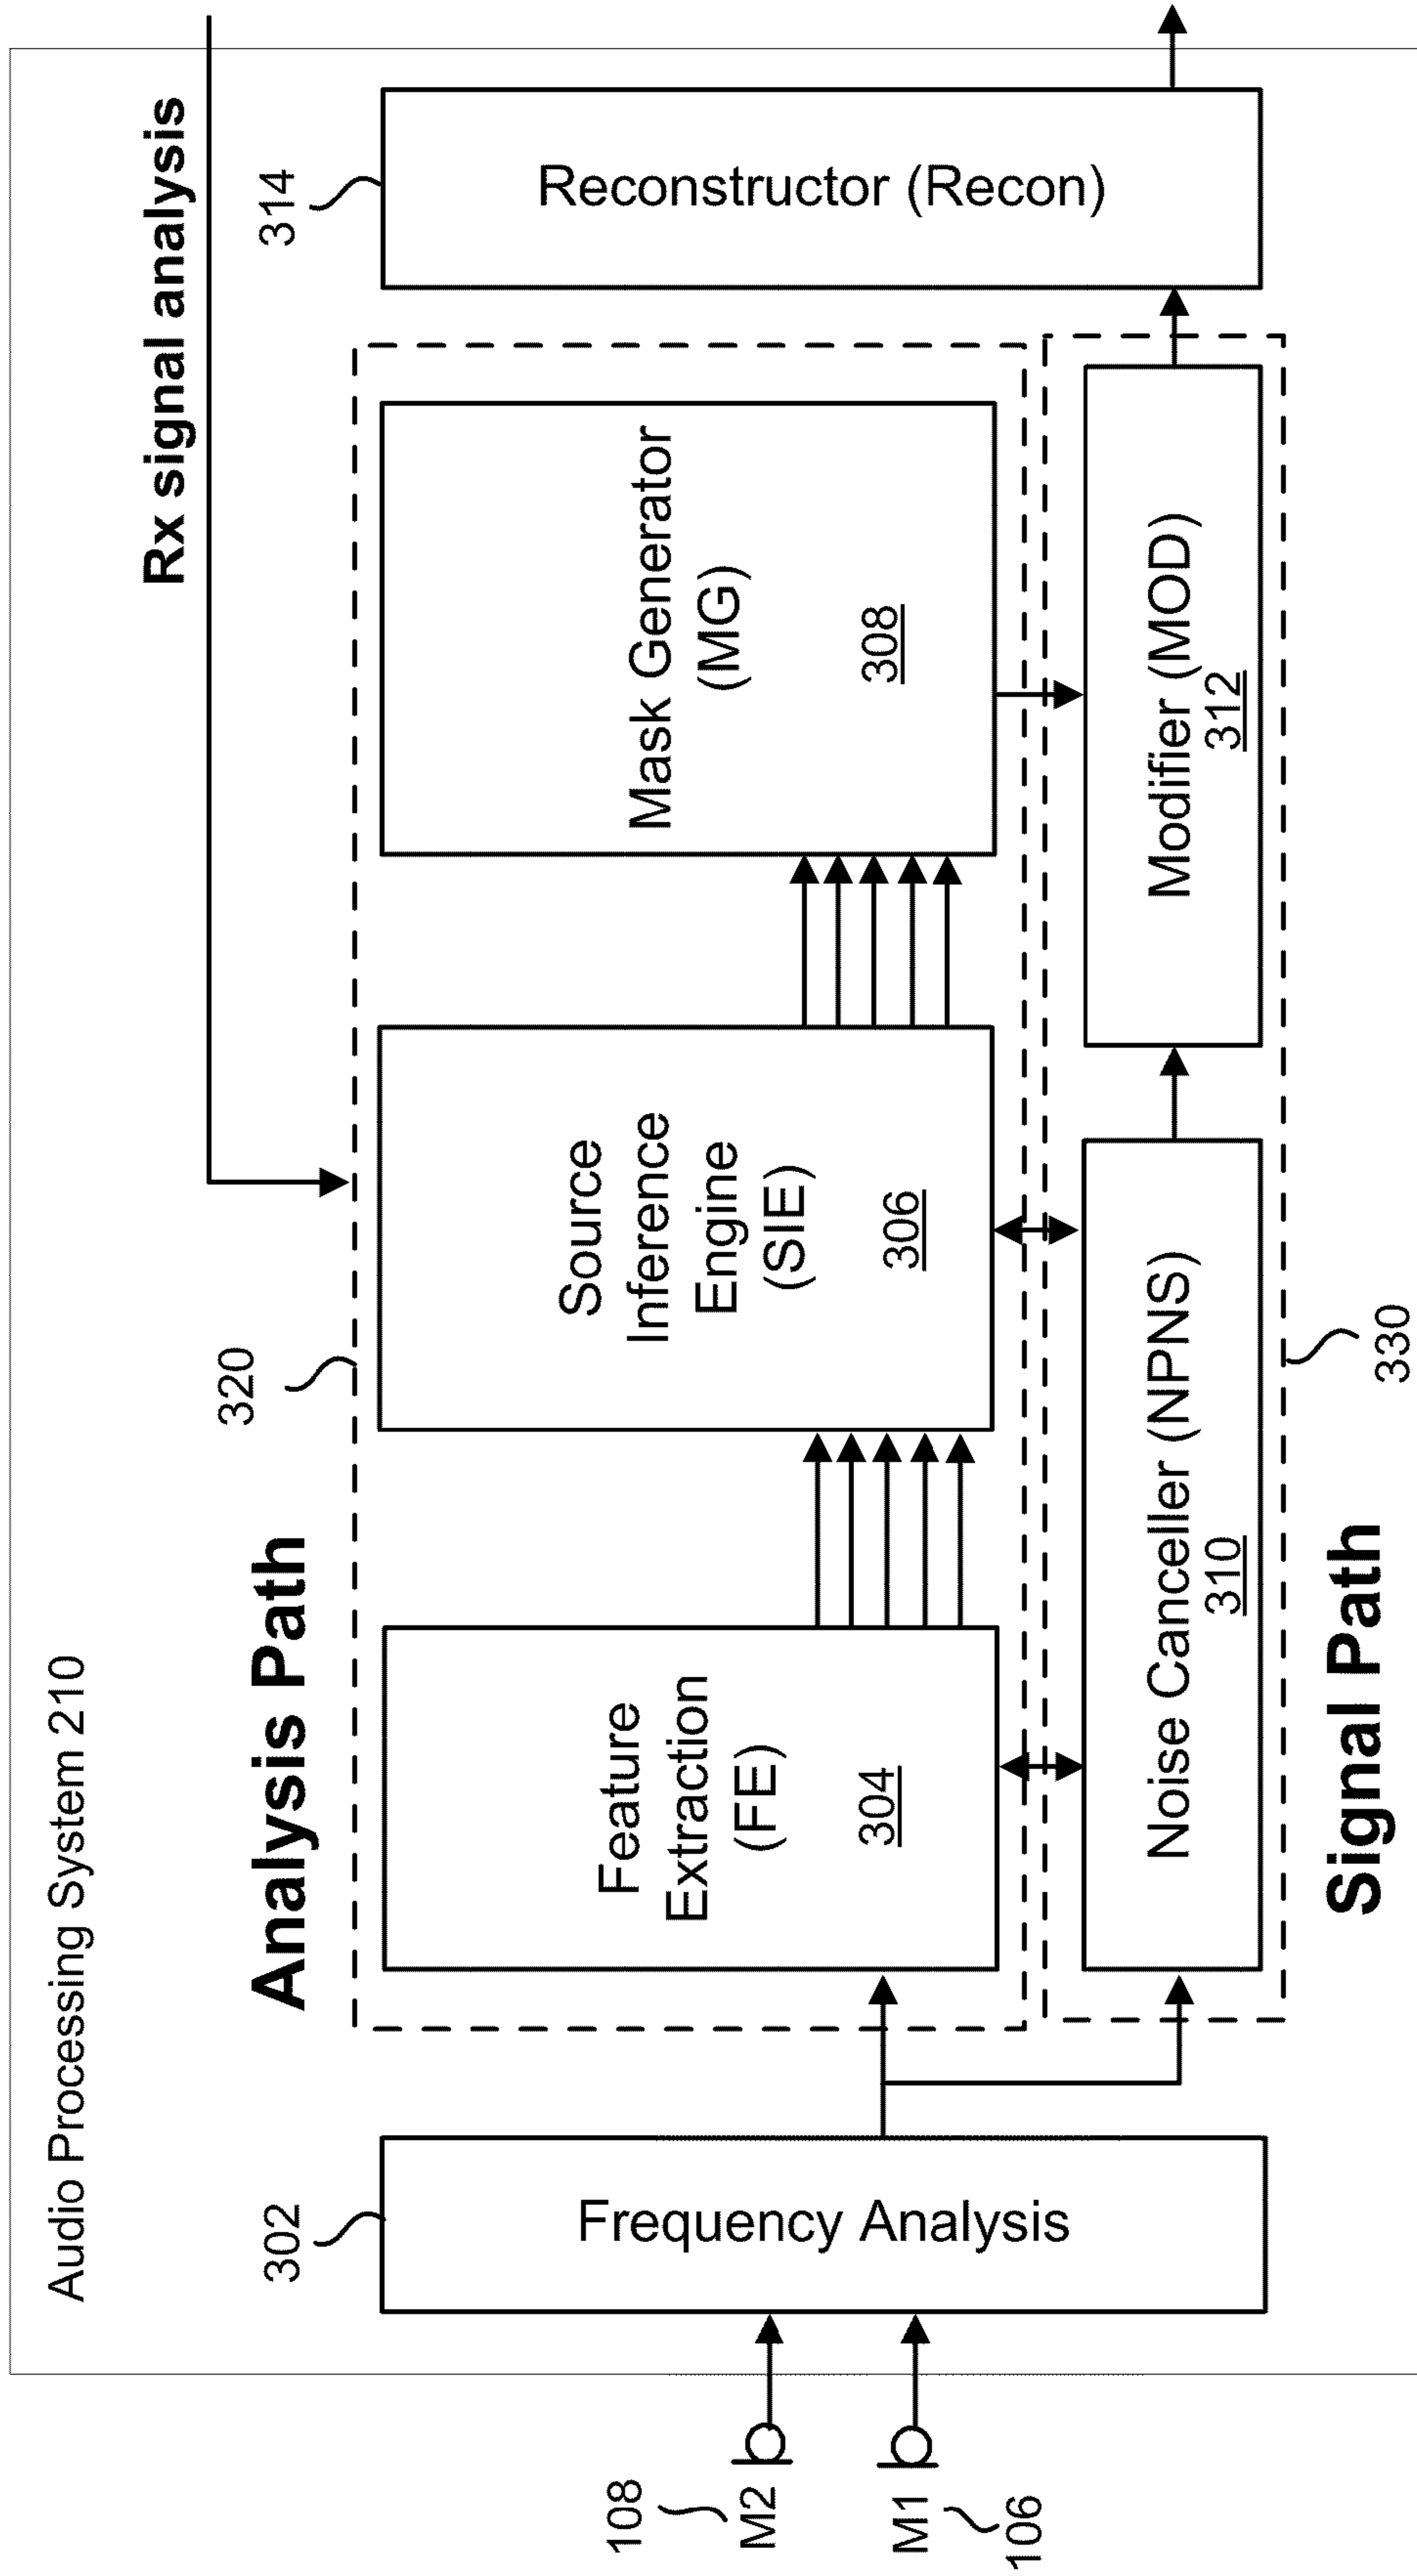 Audio Processing System 210
Rx signal analysis
Analysis Path
320
302
Frequency Analysis
108
M2
M1
106
Feature
Extraction
(FE)
304
Source
Inference
Engine
(SIE)
306
Mask Generator
(MG)
308
314
Reconstructor (Recon)
Noise Canceller (NPNS)
310
Modifier (MOD)
312
330
Signal Path